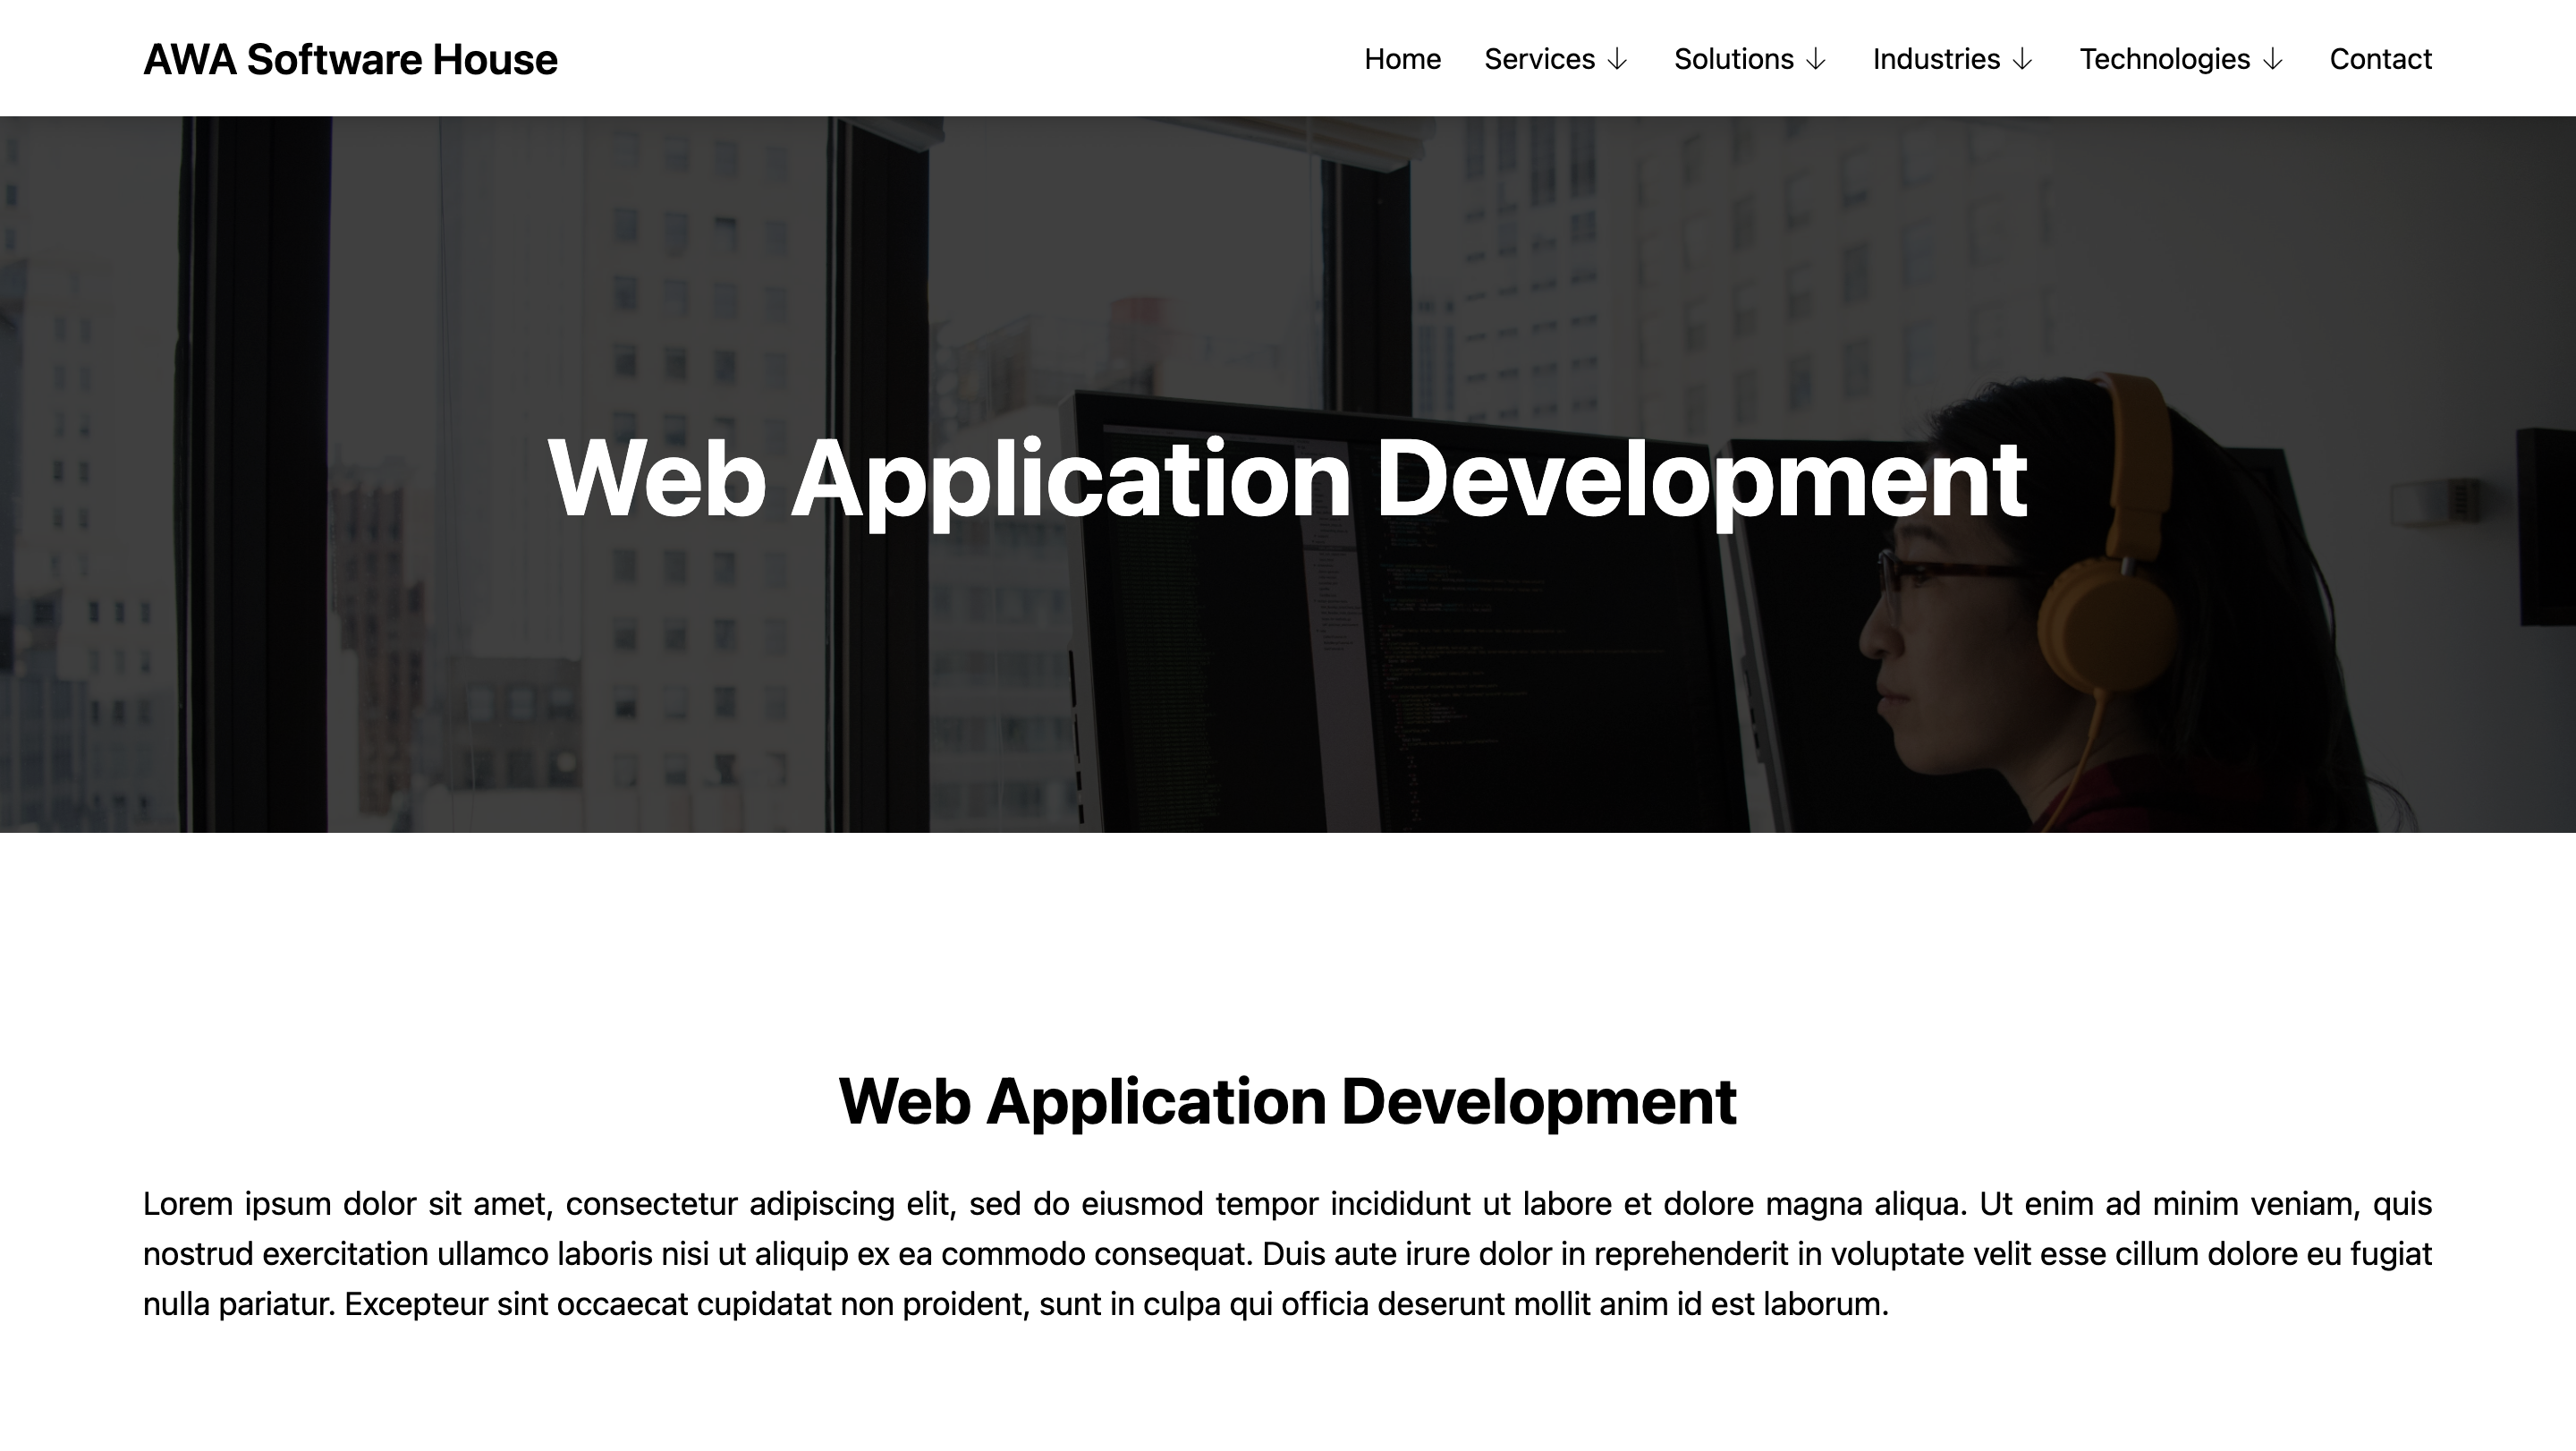 AWA Software House
Home Services ↓ Solutions ↓ Industries ↓ Technologies ↓ Contact
Web Application Development
Web Application Development
Lorem ipsum dolor sit amet, consectetur adipiscing elit, sed do eiusmod tempor incididunt ut labore et dolore magna aliqua. Ut enim ad minim veniam, quis
nostrud exercitation ullamco laboris nisi ut aliquip ex ea commodo consequat. Duis aute irure dolor in reprehenderit in voluptate velit esse cillum dolore eu fugiat
nulla pariatur. Excepteur sint occaecat cupidatat non proident, sunt in culpa qui officia deserunt mollit anim id est laborum.